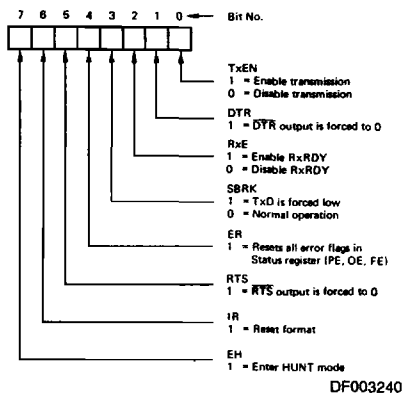 7 6 5 4 3 2 1 0 Bit No.
TxEN
1 = Enable transmission
0 = Disable transmission
DTR
1 = DTR output is forced to 0
RxE
1 = Enable RxRDY
0 = Disable RxRDY
SBRK
1 = TxD is forced low
0 = Normal operation
ER
1 = Resets all error flags in
Status register (PE, OE, FE)
RTS
1 = RTS output is forced to 0
IR
1 = Reset format
EH
1 = Enter HUNT mode
DF003240